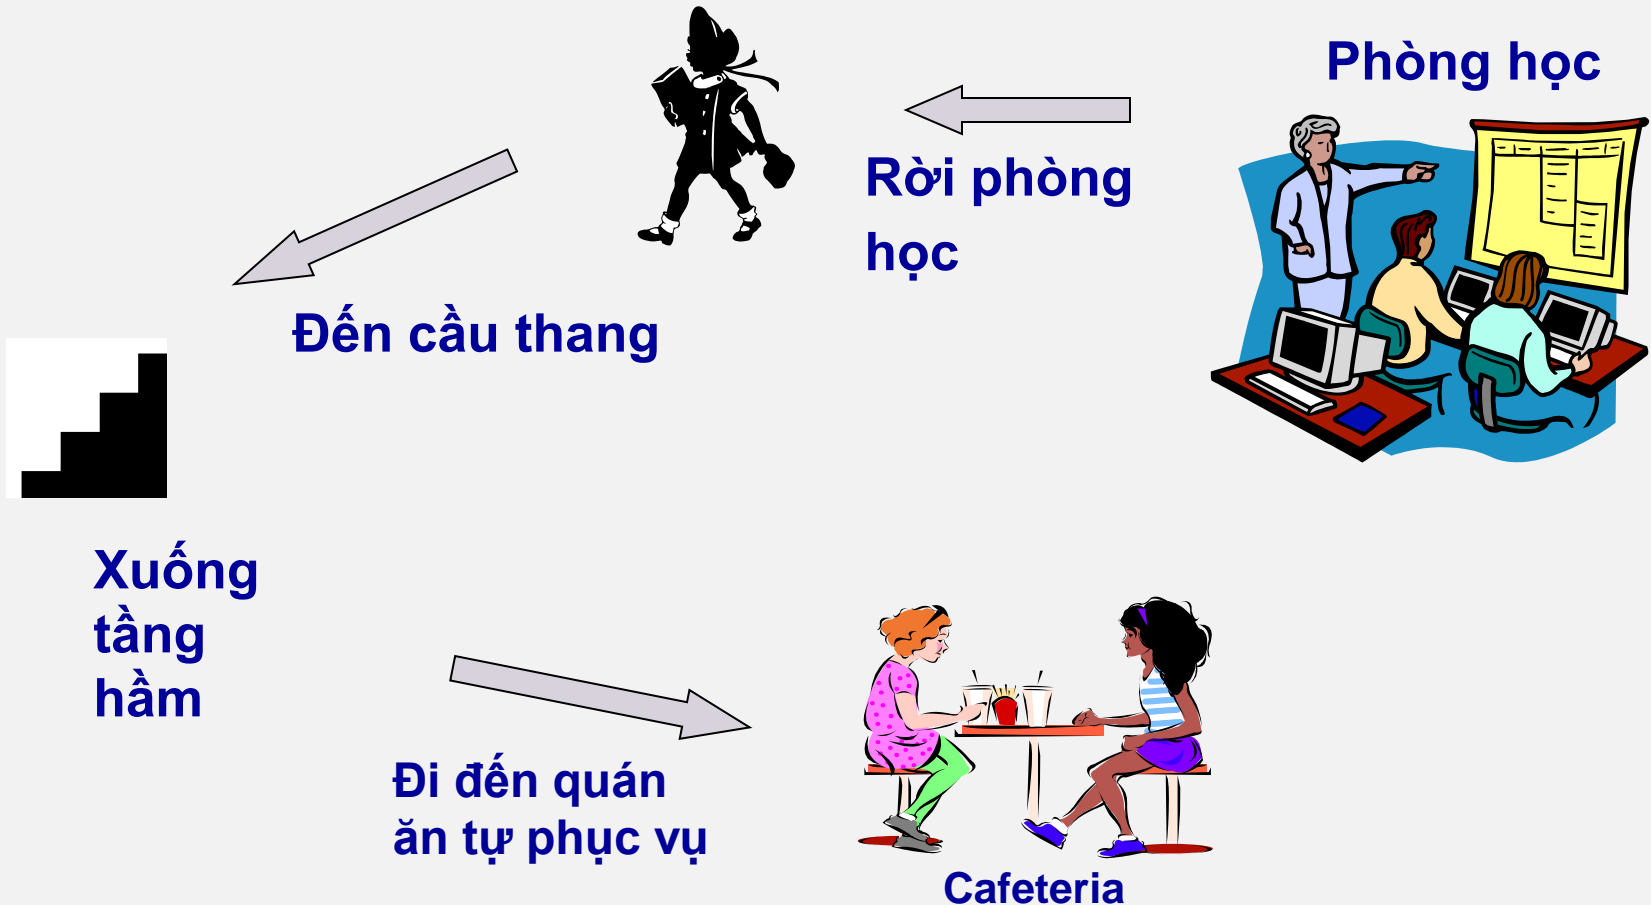 Phòng học
Rời phòng
học
Đến cầu thang
Xuống
tầng
hầm
Đi đến quán
ăn tự phục vụ
Cafeteria